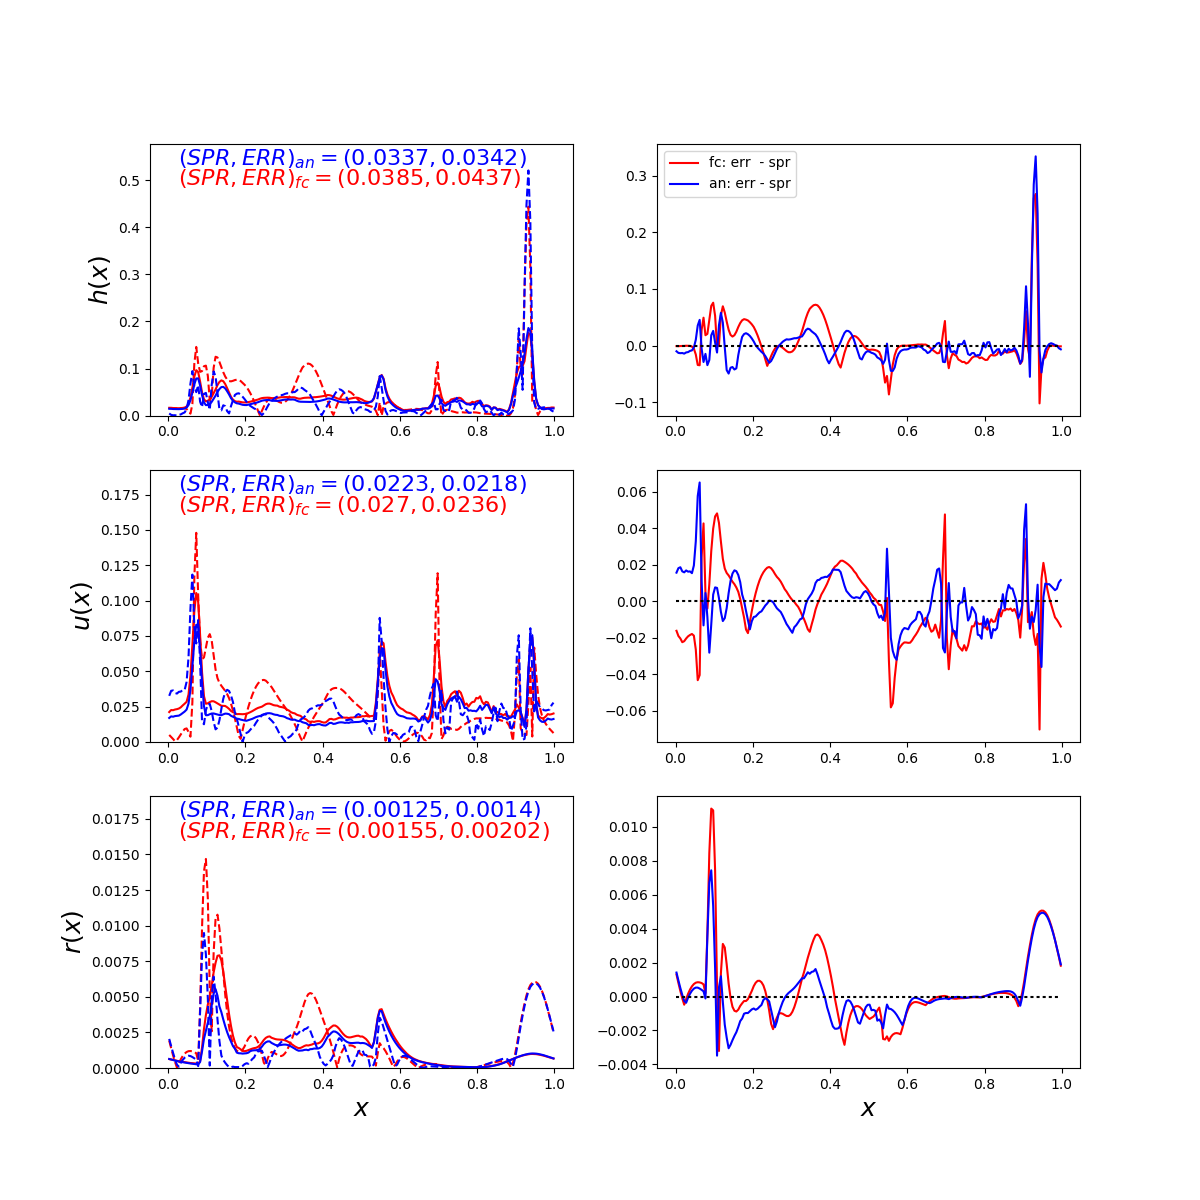 (SPR, ERR)an = (0.0337, 0.0342)
(SPR, ERR)fc = (0.0385, 0.0437)
h(x)
0.5
0.4
0.3
0.2
0.1
0.0
0.0 0.2 0.4 0.6 0.8 1.0
fc: err - spr
an: err - spr
0.3
0.2
0.1
0.0
−0.1
0.0 0.2 0.4 0.6 0.8 1.0
(SPR, ERR)an = (0.0223, 0.0218)
(SPR, ERR)fc = (0.027, 0.0236)
u(x)
0.175
0.150
0.125
0.100
0.075
0.050
0.025
0.000
0.0 0.2 0.4 0.6 0.8 1.0
0.06
0.04
0.02
0.00
−0.02
−0.04
−0.06
0.0 0.2 0.4 0.6 0.8 1.0
(SPR, ERR)an = (0.00125, 0.0014)
(SPR, ERR)fc = (0.00155, 0.00202)
r(x)
0.0175
0.0150
0.0125
0.0100
0.0075
0.0050
0.0025
0.0000
0.0 0.2 0.4 0.6 0.8 1.0
x
0.010
0.008
0.006
0.004
0.002
0.000
−0.002
−0.004
0.0 0.2 0.4 0.6 0.8 1.0
x